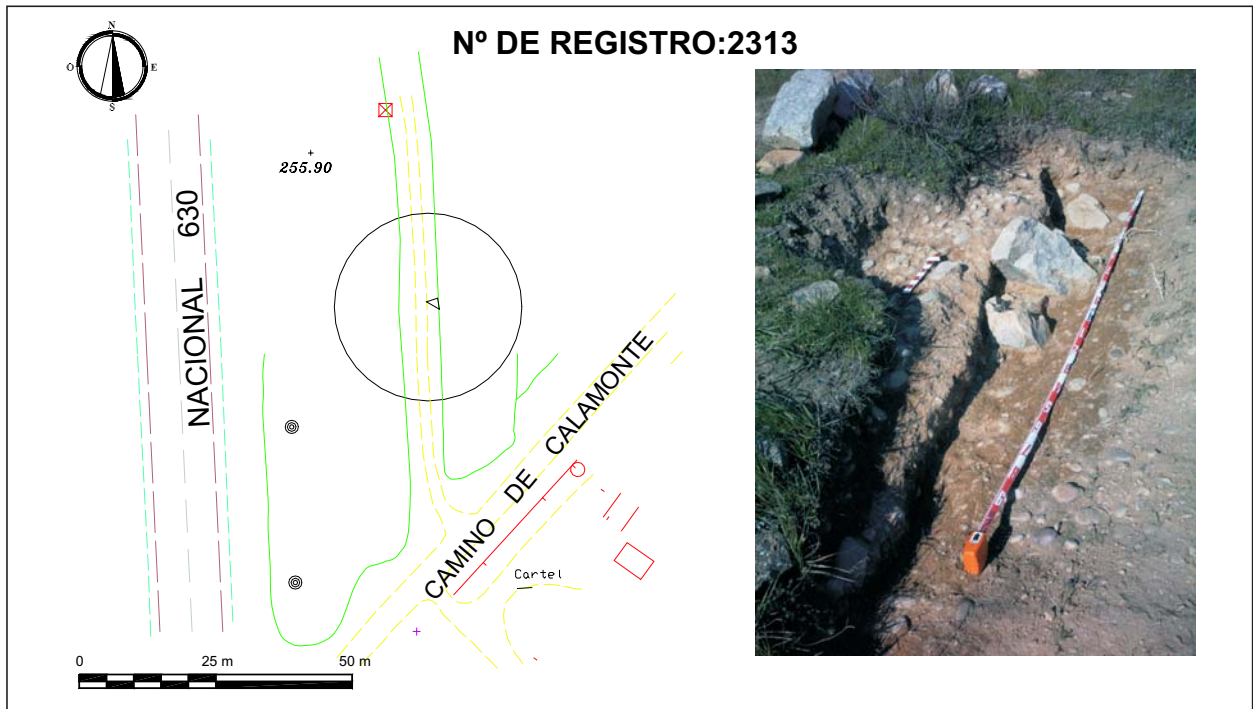 Nº DE REGISTRO:2313
N
O
E
S
255.90
NACIONAL 630
CAMINO DE CALAMONTE
Cartel
0 25 m 50 m